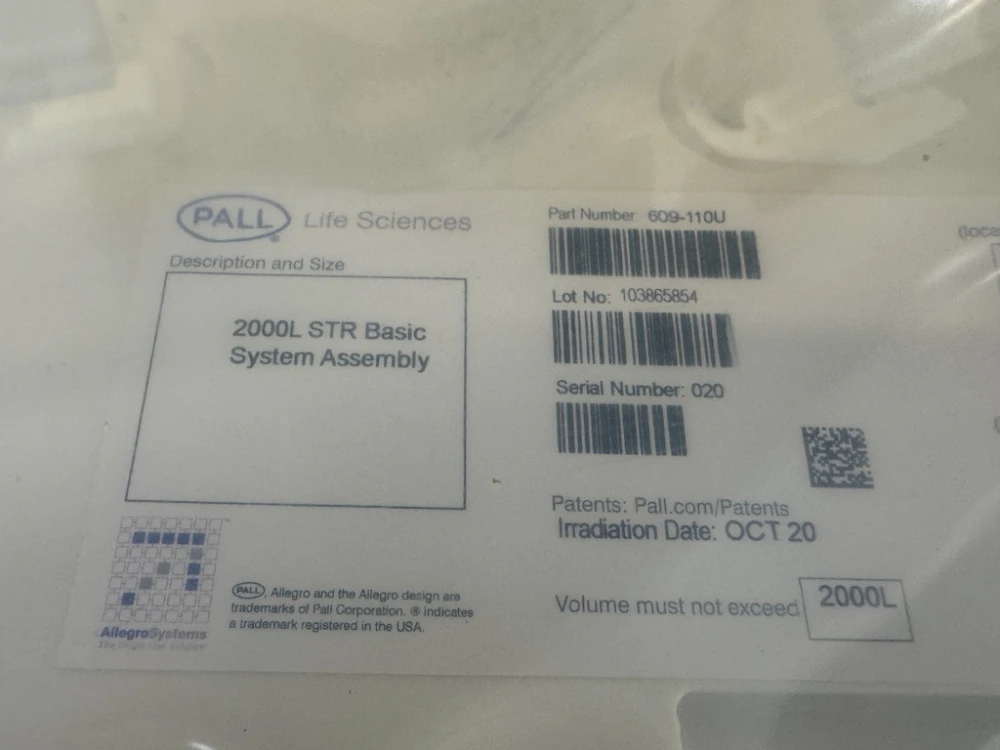 PALL Life Sciences
Description and Size
2000L STR Basic
System Assembly
Part Number 609-110U
Lot No: 103865854
Serial Number: 020
Patents: Pall.com/Patents
Irradiation Date: OCT 20
Volume must not exceed 2000L
PALL, Allegro and the Allegro design are
trademarks of Pall Corporation. ® indicates
a trademark registered in the USA.
AllegroSystems